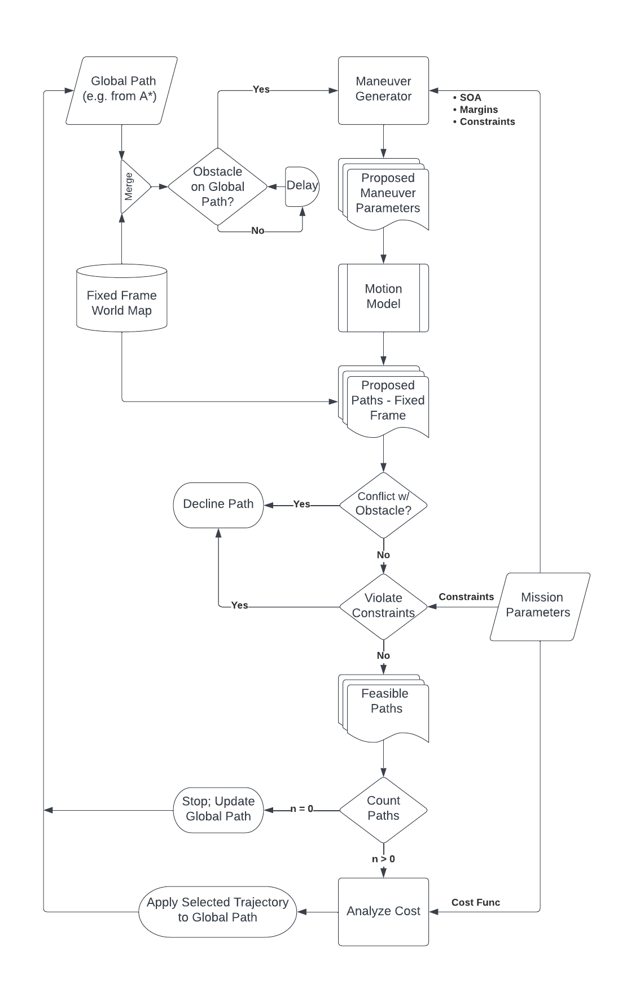 Global Path
(e.g. from A*)
Yes
Maneuver
Generator
• SOA
• Margins
• Constraints
Merge
Obstacle
on Global
Path?
Delay
No
Proposed
Maneuver
Parameters
Fixed Frame
World Map
Motion
Model
Proposed
Paths - Fixed
Frame
Decline Path
Yes
Conflict w/
Obstacle?
No
Yes
Violate
Constraints
Constraints
Mission
Parameters
No
Feasible
Paths
Stop; Update
Global Path
n = 0
Count
Paths
n > 0
Apply Selected Trajectory
to Global Path
Analyze Cost
Cost Func